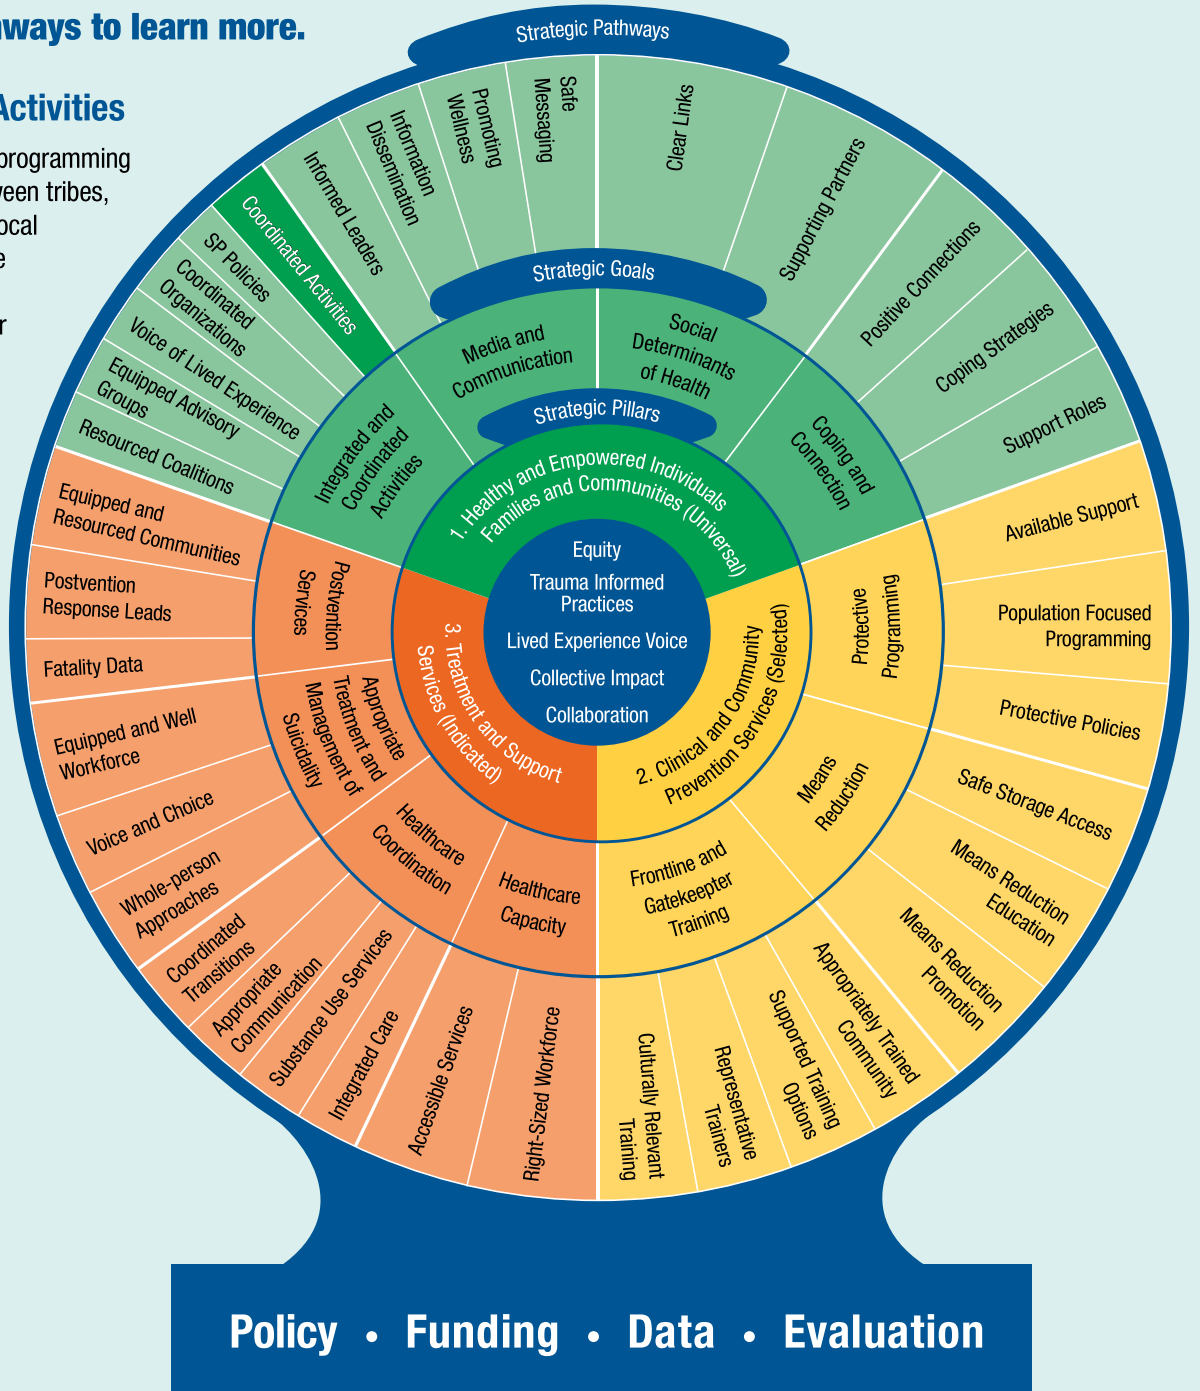 ways to learn more.
Activities
programming
een tribes,
ocal
e
r
Strategic Pathways
Safe
Messaging
Promoting
Wellness
Information
Dissemination
Informed Leaders
Coordinated Activities
SP Policies
Coordinated
Organizations
Voice of Lived Experience
Equipped Advisory
Groups
Resourced Coalitions
Clear Links
Supporting Partners
Positive Connections
Coping Strategies
Support Roles
Strategic Goals
Media and
Communication
Social
Determinants
of Health
Integrated and
Coordinated
Activities
Coping and
Connection
Strategic Pillars
1. Healthy and Empowered Individuals
Families and Communities (Universal)
Equity
Trauma Informed
Practices
Lived Experience Voice
Collective Impact
Collaboration
2. Clinical and Community
Prevention Services (Selected)
3. Treatment and Support
Services (Indicated)
Protective
Programming
Available Support
Population Focused
Programming
Protective Policies
Means
Reduction
Safe Storage Access
Means Reduction
Education
Means Reduction
Promotion
Frontline and
Gatekeepter
Training
Appropriately Trained
Community
Supported Training
Options
Representative
Trainers
Culturally Relevant
Training
Postvention
Services
Equipped and
Resourced Communities
Postvention
Response Leads
Fatality Data
Appropriate
Treatment and
Management of
Suicidality
Equipped and Well
Workforce
Voice and Choice
Whole-person
Approaches
Healthcare
Coordination
Coordinated
Transitions
Appropriate
Communication
Substance Use Services
Integrated Care
Healthcare
Capacity
Accessible Services
Right-Sized Workforce
Policy • Funding • Data • Evaluation